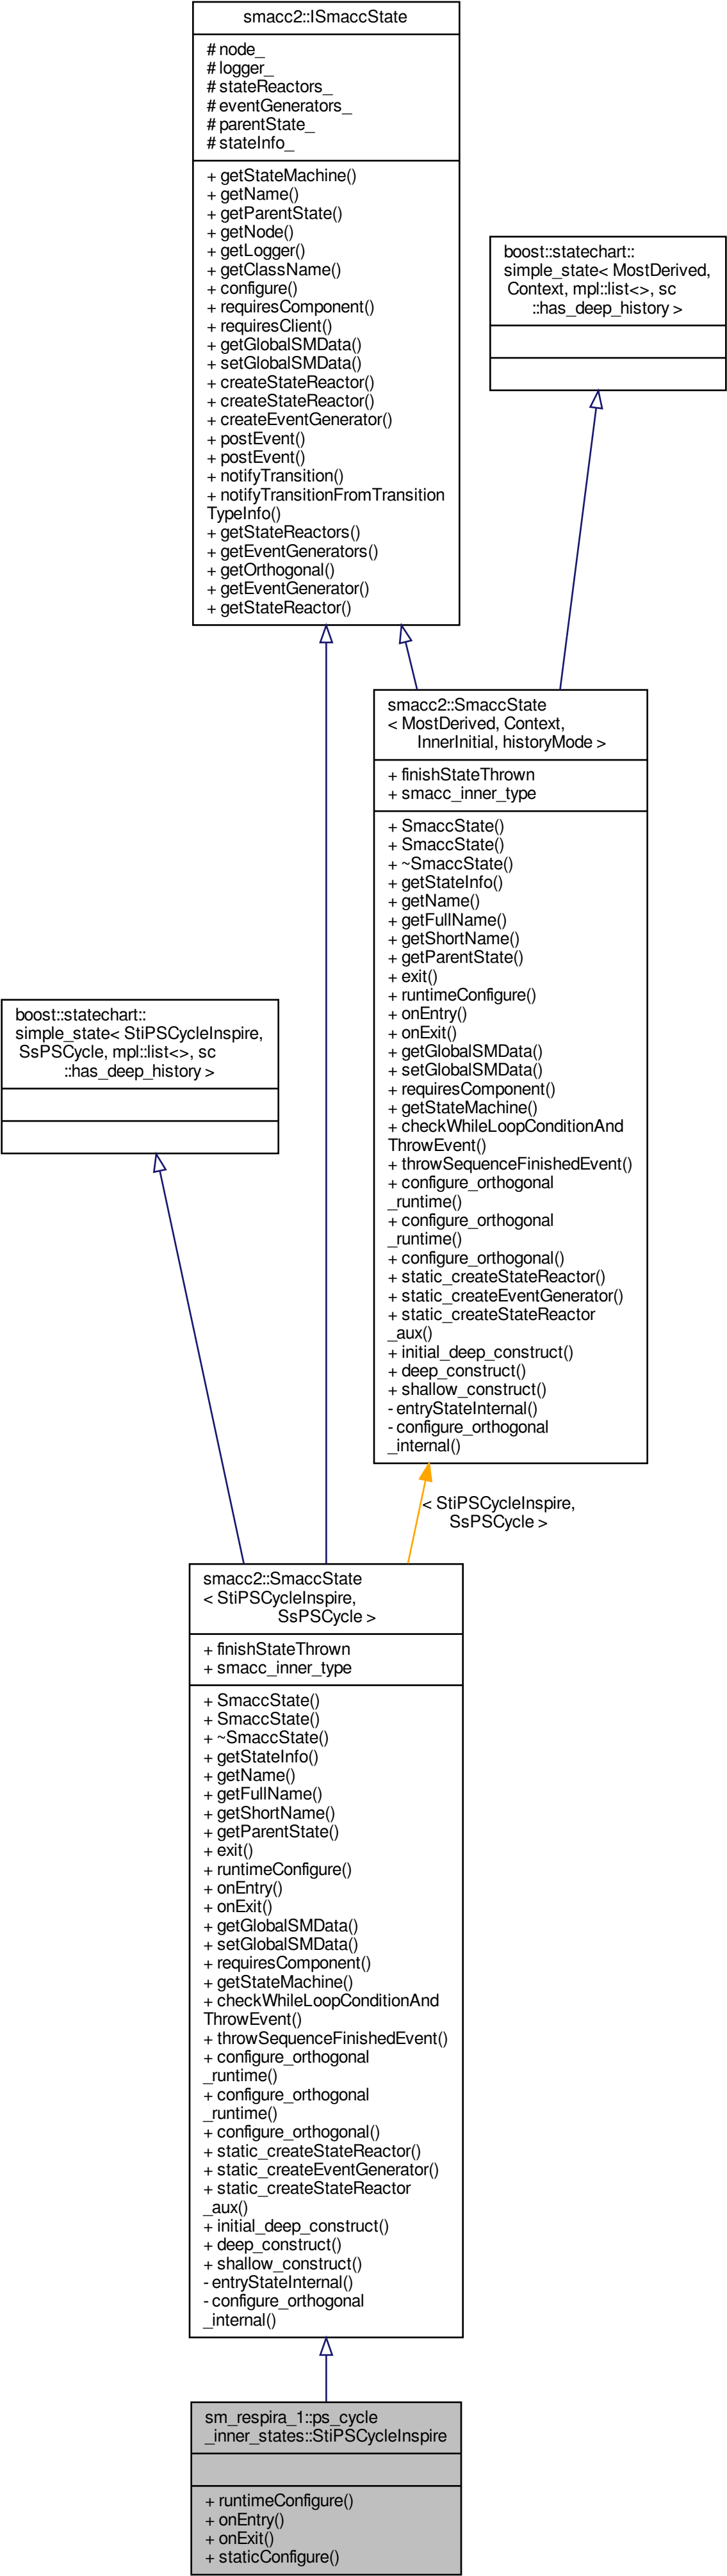 smacc2::ISmaccState
# node_
# logger_
# stateReactors_
# eventGenerators_
# parentState_
# stateInfo_
+ getStateMachine()
+ getName()
+ getParentState()
+ getNode()
+ getLogger()
+ getClassName()
+ configure()
+ requiresComponent()
+ requiresClient()
+ getGlobalSMData()
+ setGlobalSMData()
+ createStateReactor()
+ createStateReactor()
+ createEventGenerator()
+ postEvent()
+ postEvent()
+ notifyTransition()
+ notifyTransitionFromTransition
TypeInfo()
+ getStateReactors()
+ getEventGenerators()
+ getOrthogonal()
+ getEventGenerator()
+ getStateReactor()
boost::statechart::
simple_state< MostDerived,
Context, mpl::list<>, sc
::has_deep_history >
smacc2::SmaccState
< MostDerived, Context,
InnerInitial, historyMode >
+ finishStateThrown
+ smacc_inner_type
+ SmaccState()
+ SmaccState()
+ ~SmaccState()
+ getStateInfo()
+ getName()
+ getFullName()
+ getShortName()
+ getParentState()
+ exit()
+ runtimeConfigure()
+ onEntry()
+ onExit()
+ getGlobalSMData()
+ setGlobalSMData()
+ requiresComponent()
+ getStateMachine()
+ checkWhileLoopConditionAnd
ThrowEvent()
+ throwSequenceFinishedEvent()
+ configure_orthogonal
_runtime()
+ configure_orthogonal
_runtime()
+ configure_orthogonal()
+ static_createStateReactor()
+ static_createEventGenerator()
+ static_createStateReactor
_aux()
+ initial_deep_construct()
+ deep_construct()
+ shallow_construct()
- entryStateInternal()
- configure_orthogonal
_internal()
boost::statechart::
simple_state< StiPSCycleInspire,
SsPSCycle, mpl::list<>, sc
::has_deep_history >
< StiPSCycleInspire,
SsPSCycle >
smacc2::SmaccState
< StiPSCycleInspire,
SsPSCycle >
+ finishStateThrown
+ smacc_inner_type
+ SmaccState()
+ SmaccState()
+ ~SmaccState()
+ getStateInfo()
+ getName()
+ getFullName()
+ getShortName()
+ getParentState()
+ exit()
+ runtimeConfigure()
+ onEntry()
+ onExit()
+ getGlobalSMData()
+ setGlobalSMData()
+ requiresComponent()
+ getStateMachine()
+ checkWhileLoopConditionAnd
ThrowEvent()
+ throwSequenceFinishedEvent()
+ configure_orthogonal
_runtime()
+ configure_orthogonal
_runtime()
+ configure_orthogonal()
+ static_createStateReactor()
+ static_createEventGenerator()
+ static_createStateReactor
_aux()
+ initial_deep_construct()
+ deep_construct()
+ shallow_construct()
- entryStateInternal()
- configure_orthogonal
_internal()
sm_respira_1::ps_cycle
_inner_states::StiPSCycleInspire
+ runtimeConfigure()
+ onEntry()
+ onExit()
+ staticConfigure()